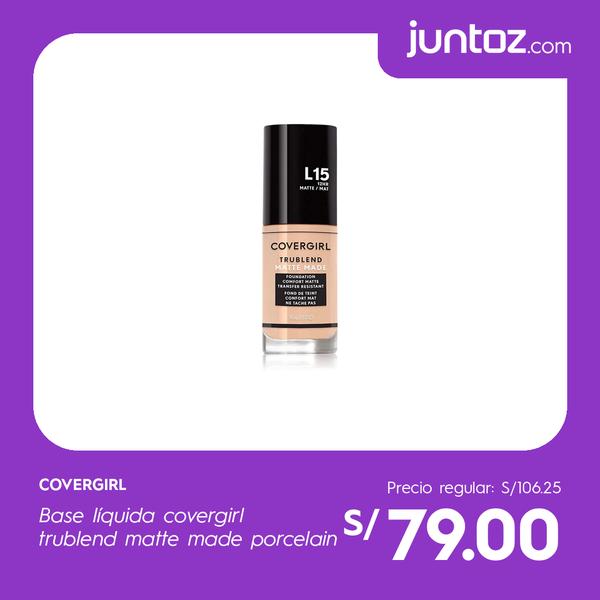 juntoz.com
L15
12HR
MATTE / MAT
COVERGIRL
TRUBLEND
MATTE MADE
FOUNDATION
COMFORT MATTE
TRANSFER RESISTANT
FOND DE TEINT
CONFORT MAT
NE TACHE PAS
COVERGIRL
Precio regular: S/106.25
Base líquida covergirl
trublend matte made porcelain
S/79.00